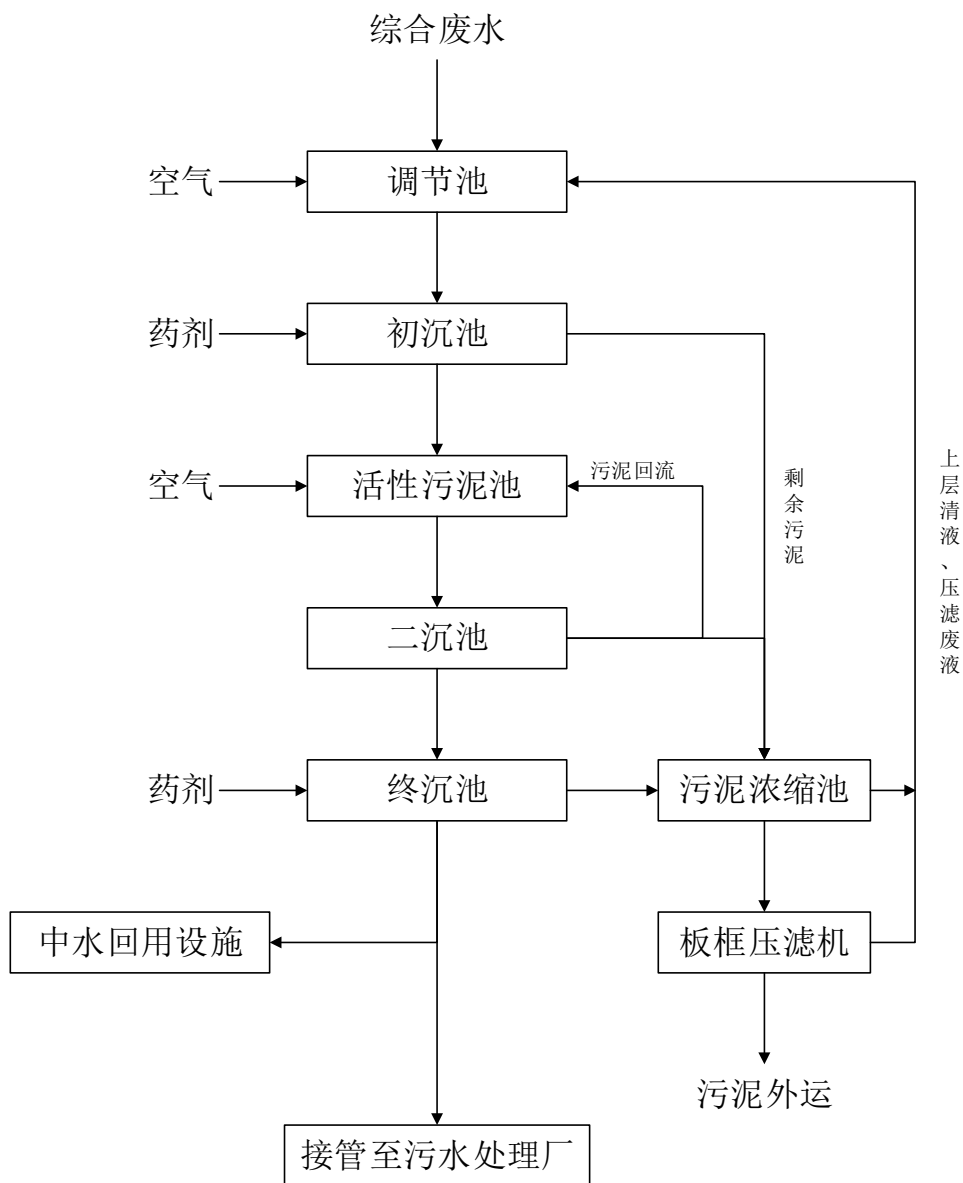 综合废水
空气
调节池
药剂
初沉池
空气
活性污泥池
污泥回流
剩余污泥
上层清液、压滤废液
二沉池
药剂
终沉池
污泥浓缩池
中水回用设施
板框压滤机
污泥外运
接管至污水处理厂